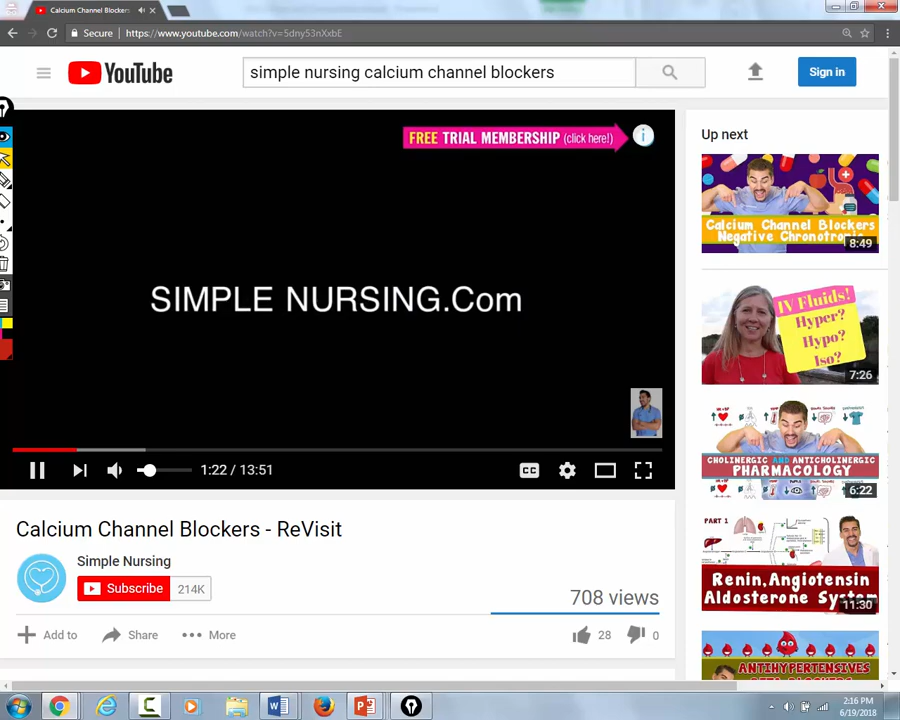 Calcium Channel Blockers
Secure https://www.youtube.com/watch?v=5dny53nXxbE
YouTube
simple nursing calcium channel blockers
Sign in
FREE TRIAL MEMBERSHIP (click here!)
i
SIMPLE NURSING.Com
1:22 / 13:51
CC
Calcium Channel Blockers - ReVisit
Simple Nursing
Subscribe 214K
708 views
Add to
Share
More
28
0
Up next
Calcium Channel Blockers
Negative Chronotropic
8:49
IV Fluids!
Hyper?
Hypo?
Iso?
7:26
CHOLINERGIC AND ANTICHOLINERGIC
PHARMACOLOGY
6:22
PART 1
Renin, Angiotensin
Aldosterone System
11:30
ANTIHYPERTENSIVES
2:16 PM
6/19/2018